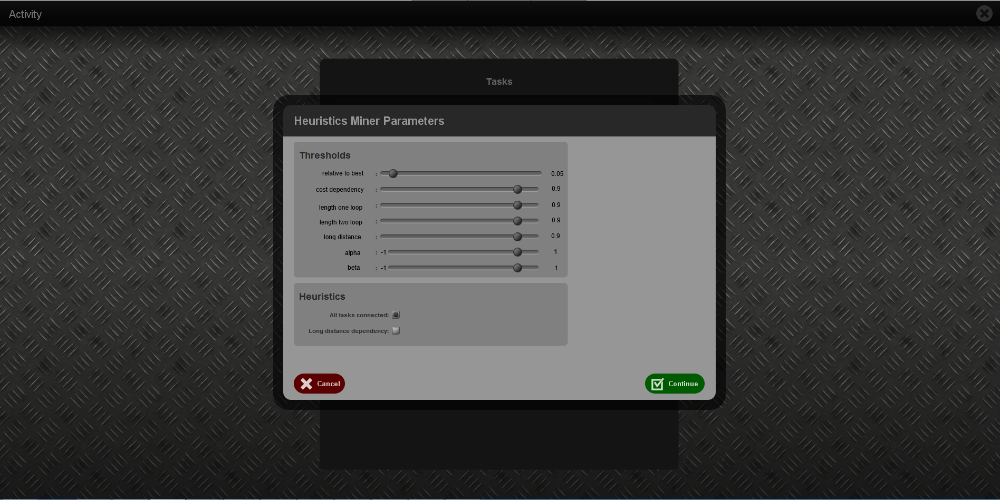 Activity
Tasks
Heuristics Miner Parameters
Thresholds
relative to best : 0.05
cost dependency : 0.9
length one loop : 0.9
length two loop : 0.9
long distance : 0.9
alpha : -1 1
beta : -1 1
Heuristics
All tasks connected:
Long distance dependency:
Cancel Continue